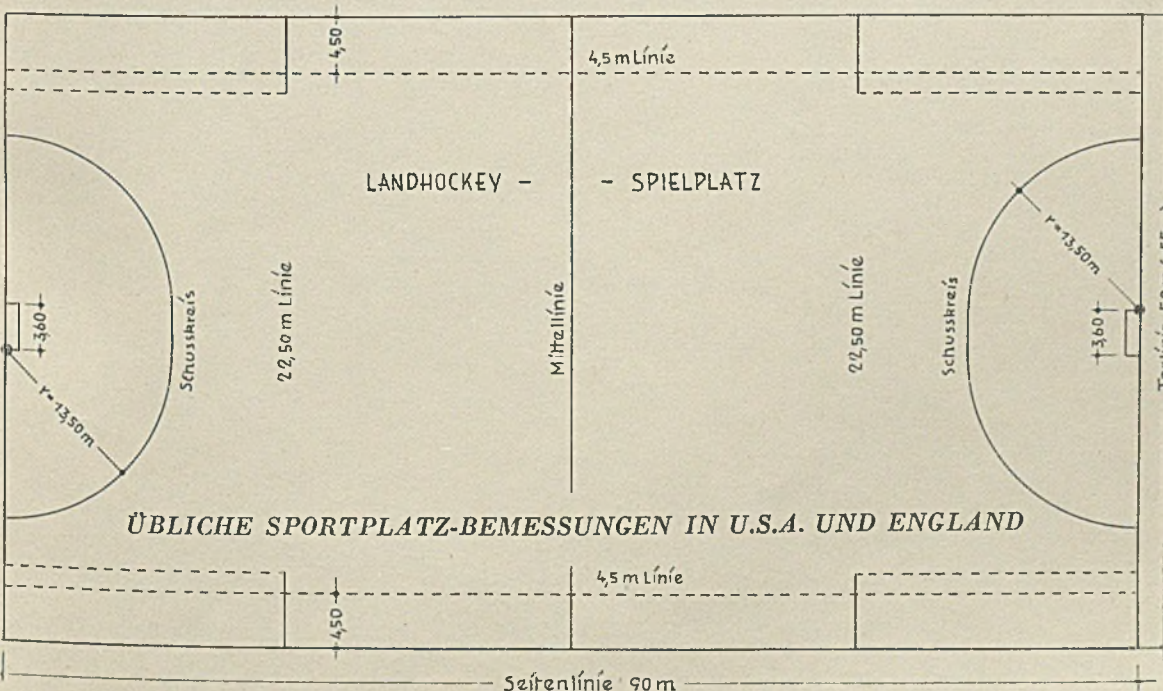 4,50
4,5 m Linie
LANDHOCKEY - - SPIELPLATZ
r = 13,50 m
22,50 m Linie
22,50 m Linie
Schusskreis
Mittellinie
Schusskreis
3,60
3,60
r = 13,50 m
ÜBLICHE SPORTPLATZ-BEMESSUNGEN IN U.S.A. UND ENGLAND
4,5 m Linie
4,50
Seitenlinie 90 m